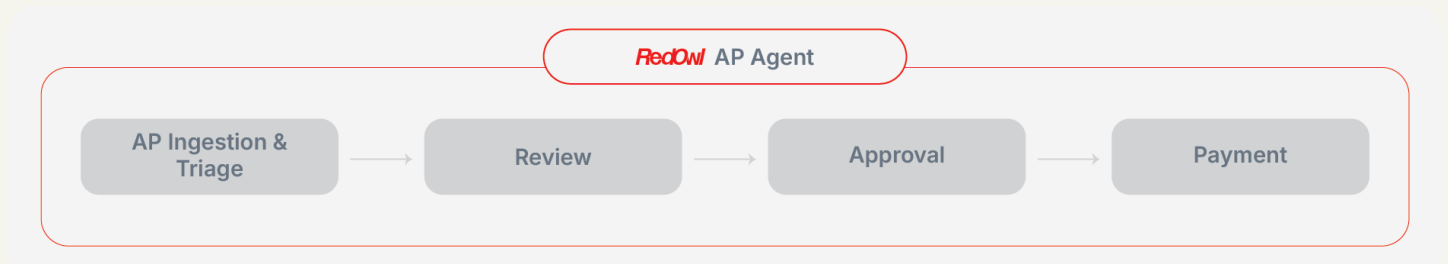 RedOwl AP Agent
AP Ingestion &
Triage
Review
Approval
Payment